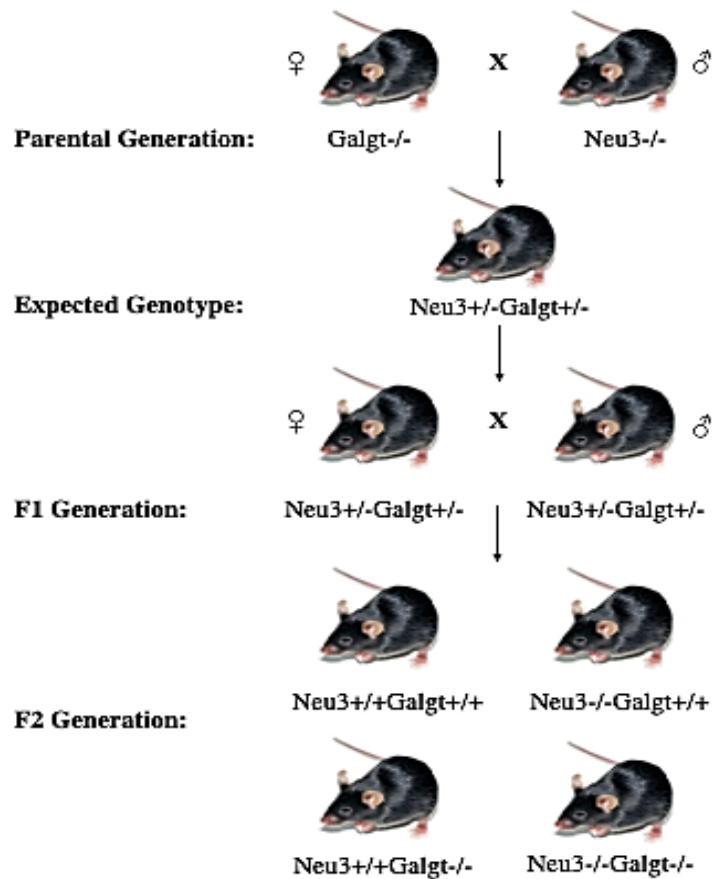 ♀ X ♂
Parental Generation: Galgt-/- Neu3-/-
Expected Genotype: Neu3+/-Galgt+/-
♀ X ♂
F1 Generation: Neu3+/-Galgt+/- Neu3+/-Galgt+/-
Neu3+/+Galgt+/+ Neu3-/-Galgt+/+
F2 Generation:
Neu3+/+Galgt-/- Neu3-/-Galgt-/-